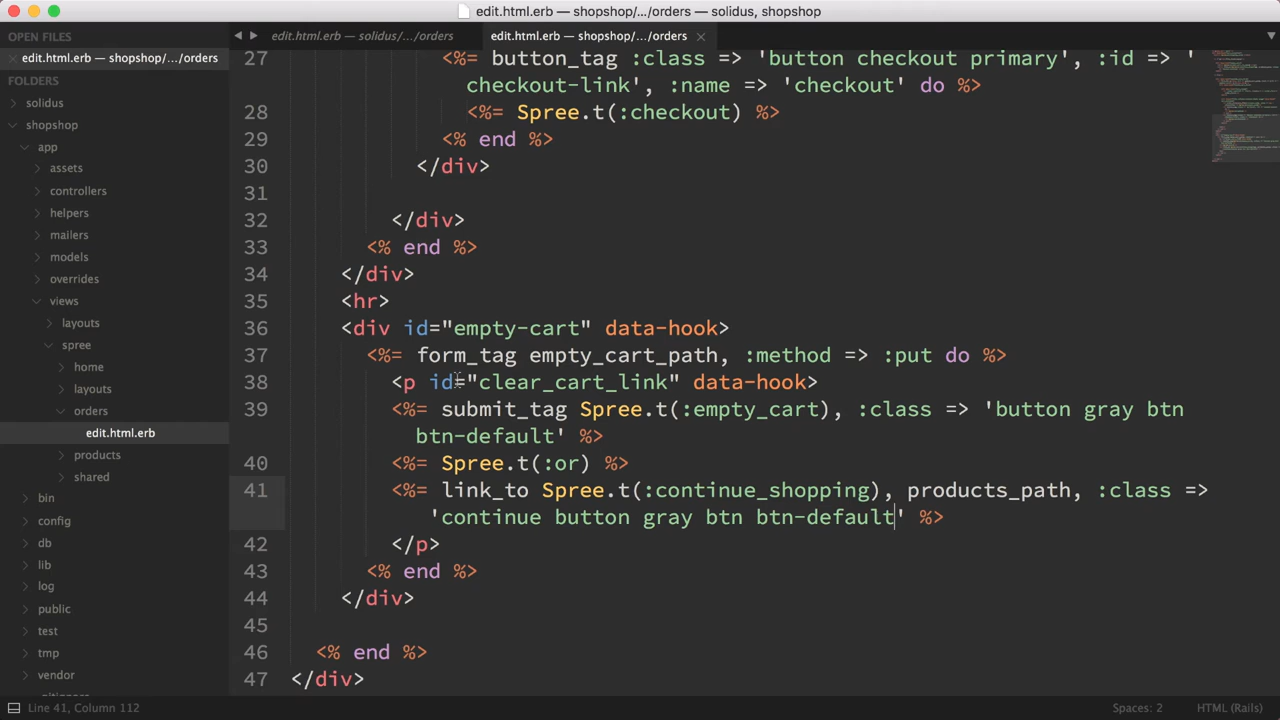 edit.html.erb — shopshop/.../orders — solidus, shopshop
OPEN FILES
edit.html.erb — shopshop/.../orders
FOLDERS
solidus
shopshop
app
assets
controllers
helpers
mailers
models
overrides
views
layouts
spree
home
layouts
orders
edit.html.erb
products
shared
bin
config
db
lib
log
public
test
tmp
vendor
edit.html.erb — solidus/.../orders
edit.html.erb — shopshop/.../orders
27 <%= button_tag :class => 'button checkout primary', :id => '
checkout-link', :name => 'checkout' do %>
28 <%= Spree.t(:checkout) %>
29 <% end %>
30 </div>
31
32 </div>
33 <% end %>
34 </div>
35 <hr>
36 <div id="empty-cart" data-hook>
37 <%= form_tag empty_cart_path, :method => :put do %>
38 <p id="clear_cart_link" data-hook>
39 <%= submit_tag Spree.t(:empty_cart), :class => 'button gray btn
btn-default' %>
40 <%= Spree.t(:or) %>
41 <%= link_to Spree.t(:continue_shopping), products_path, :class =>
'continue button gray btn btn-default' %>
42 </p>
43 <% end %>
44 </div>
45
46 <% end %>
47 </div>
Line 41, Column 112
Spaces: 2
HTML (Rails)